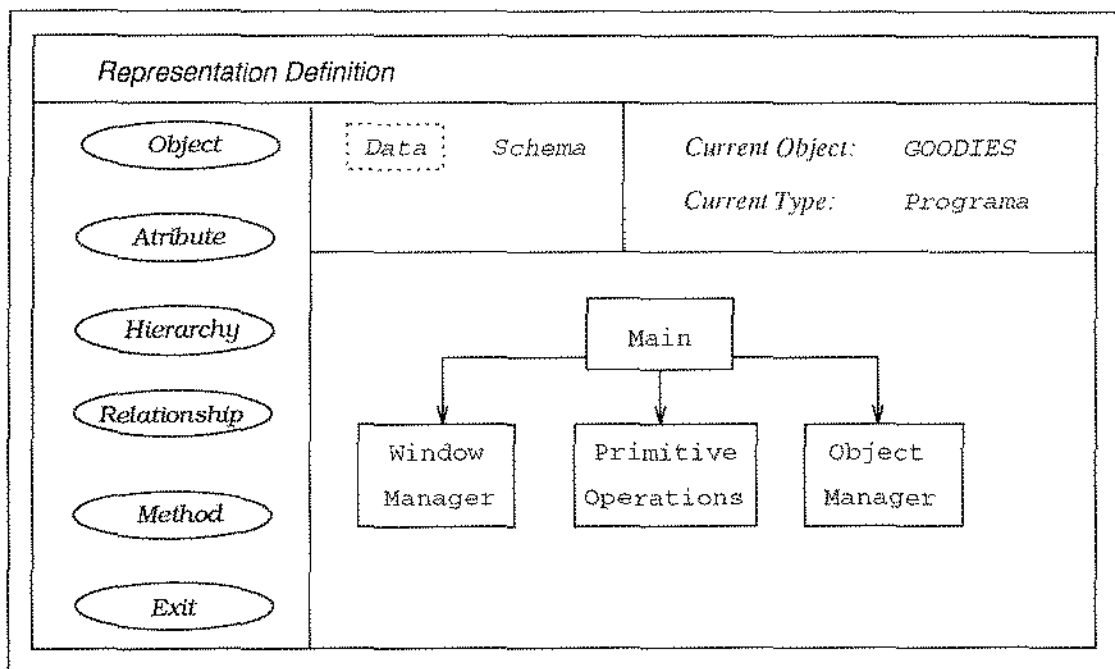 Representation Definition
Object
Atribute
Hierarchy
Relationship
Method
Exit
Data Schema
Current Object: GOODIES
Current Type: Programa
Main
Window
Manager
Primitive
Operations
Object
Manager